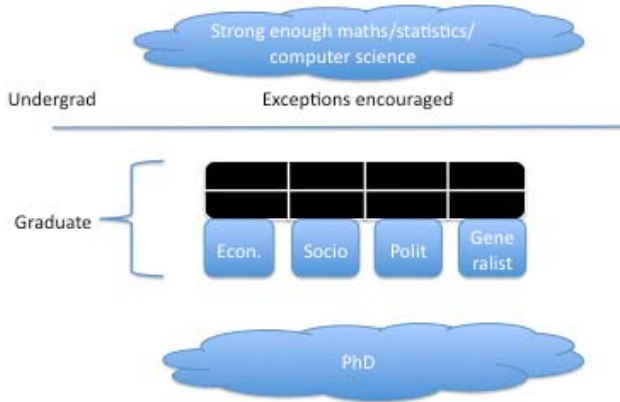 Strong enough maths/statistics/
computer science
Undergrad
Exceptions encouraged
Graduate
Econ.
Socio
Polit
Gene
ralist
PhD